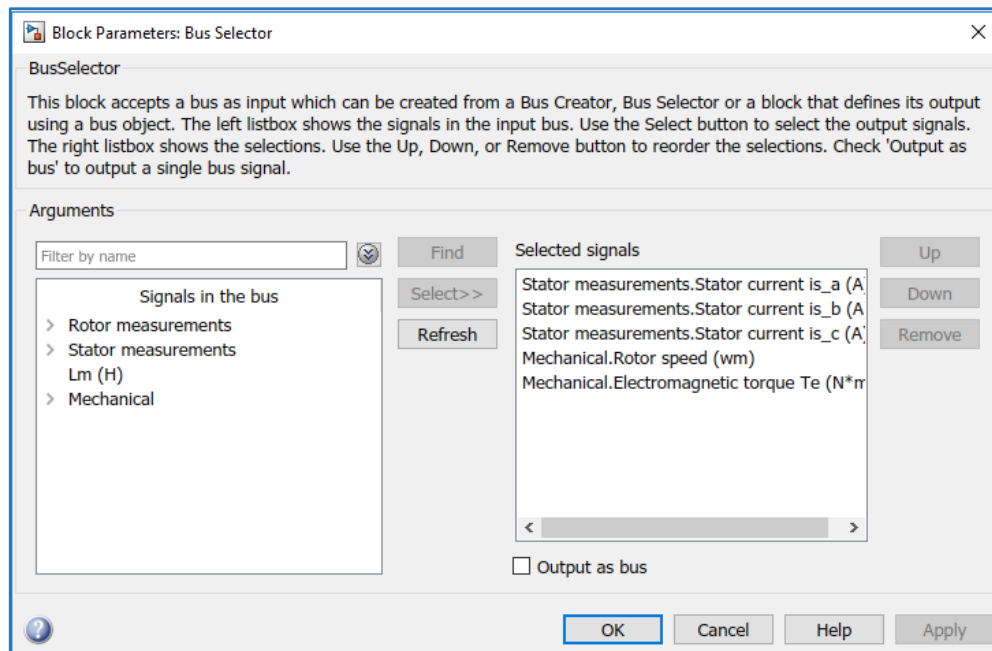 Block Parameters: Bus Selector
BusSelector
This block accepts a bus as input which can be created from a Bus Creator, Bus Selector or a block that defines its output
using a bus object. The left listbox shows the signals in the input bus. Use the Select button to select the output signals.
The right listbox shows the selections. Use the Up, Down, or Remove button to reorder the selections. Check 'Output as
bus' to output a single bus signal.
Arguments
Filter by name
Find
Select>>
Refresh
Signals in the bus
Rotor measurements
Stator measurements
Lm (H)
Mechanical
Selected signals
Stator measurements.Stator current is_a (A)
Stator measurements.Stator current is_b (A
Stator measurements.Stator current is_c (A)
Mechanical.Rotor speed (wm)
Mechanical.Electromagnetic torque Te (N*m
Up
Down
Remove
Output as bus
OK
Cancel
Help
Apply